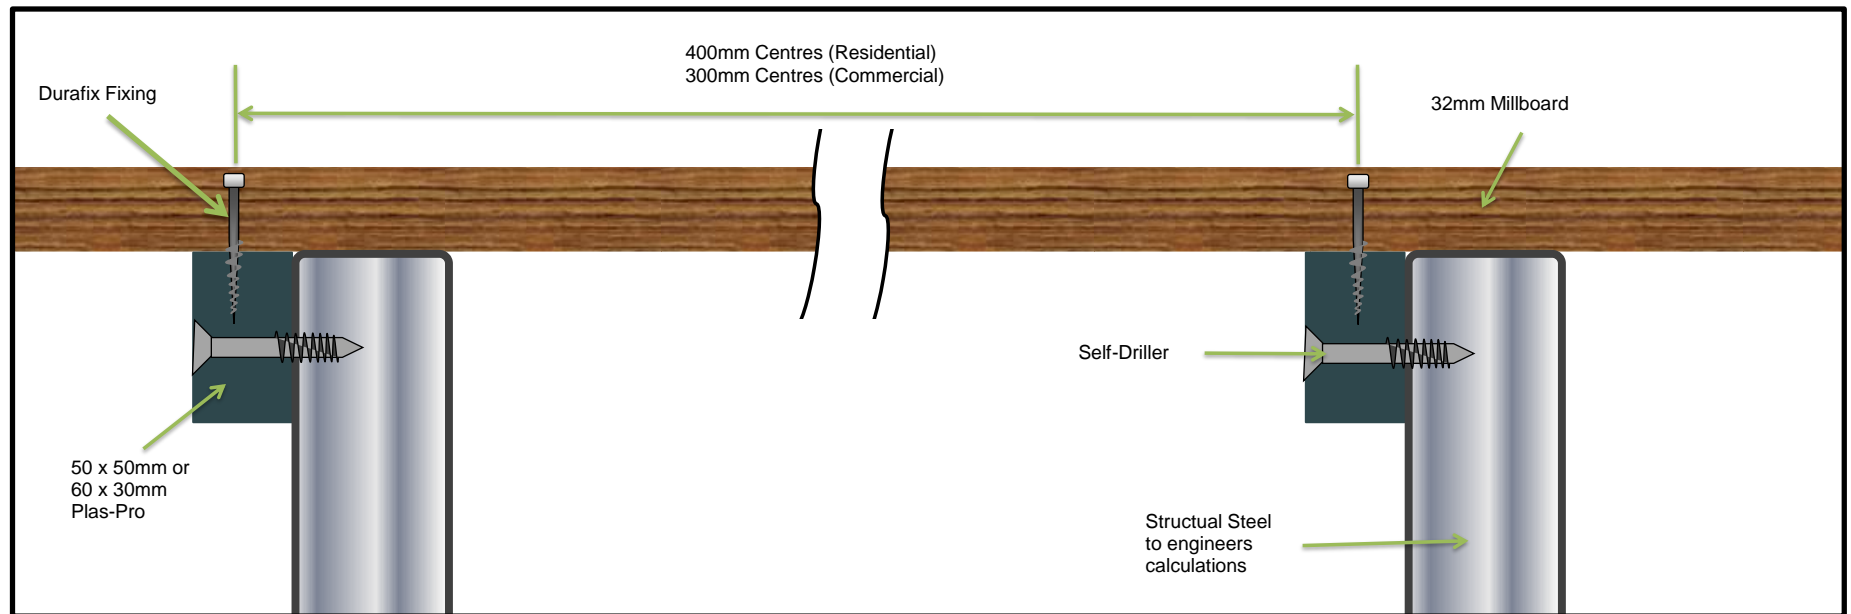 400mm Centres (Residential)
300mm Centres (Commercial)
Durafix Fixing
32mm Millboard
Self-Driller
50 x 50mm or
60 x 30mm
Plas-Pro
Structual Steel
to engineers
calculations